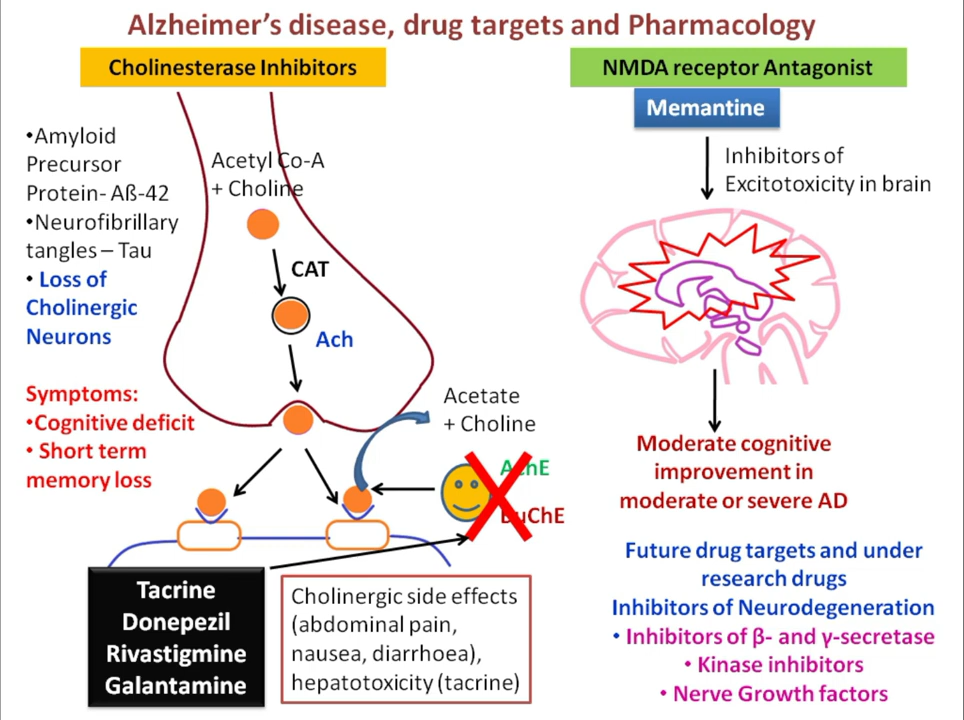 Alzheimer's disease, drug targets and Pharmacology
Cholinesterase Inhibitors
•Amyloid
Precursor
Protein- Aß-42
•Neurofibrillary
tangles – Tau
• Loss of
Cholinergic
Neurons
Symptoms:
•Cognitive deficit
• Short term
memory loss
Acetyl Co-A
+ Choline
CAT
Ach
Acetate
+ Choline
AchE
BuChE
Tacrine
Donepezil
Rivastigmine
Galantamine
Cholinergic side effects
(abdominal pain,
nausea, diarrhoea),
hepatotoxicity (tacrine)
NMDA receptor Antagonist
Memantine
Inhibitors of
Excitotoxicity in brain
Moderate cognitive
improvement in
moderate or severe AD
Future drug targets and under
research drugs
Inhibitors of Neurodegeneration
• Inhibitors of β- and γ-secretase
• Kinase inhibitors
• Nerve Growth factors